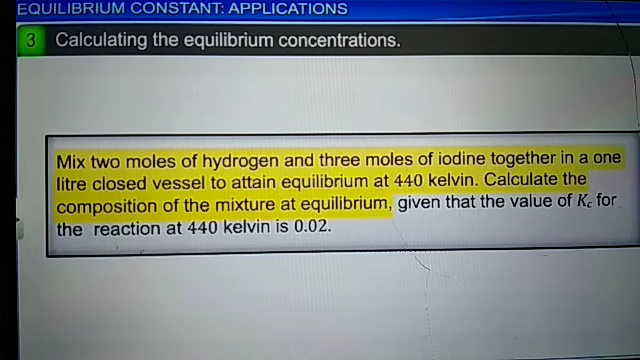 EQUILIBRIUM CONSTANT: APPLICATIONS
3 Calculating the equilibrium concentrations.
Mix two moles of hydrogen and three moles of iodine together in a one
litre closed vessel to attain equilibrium at 440 kelvin. Calculate the
composition of the mixture at equilibrium, given that the value of Kc for
the reaction at 440 kelvin is 0.02.